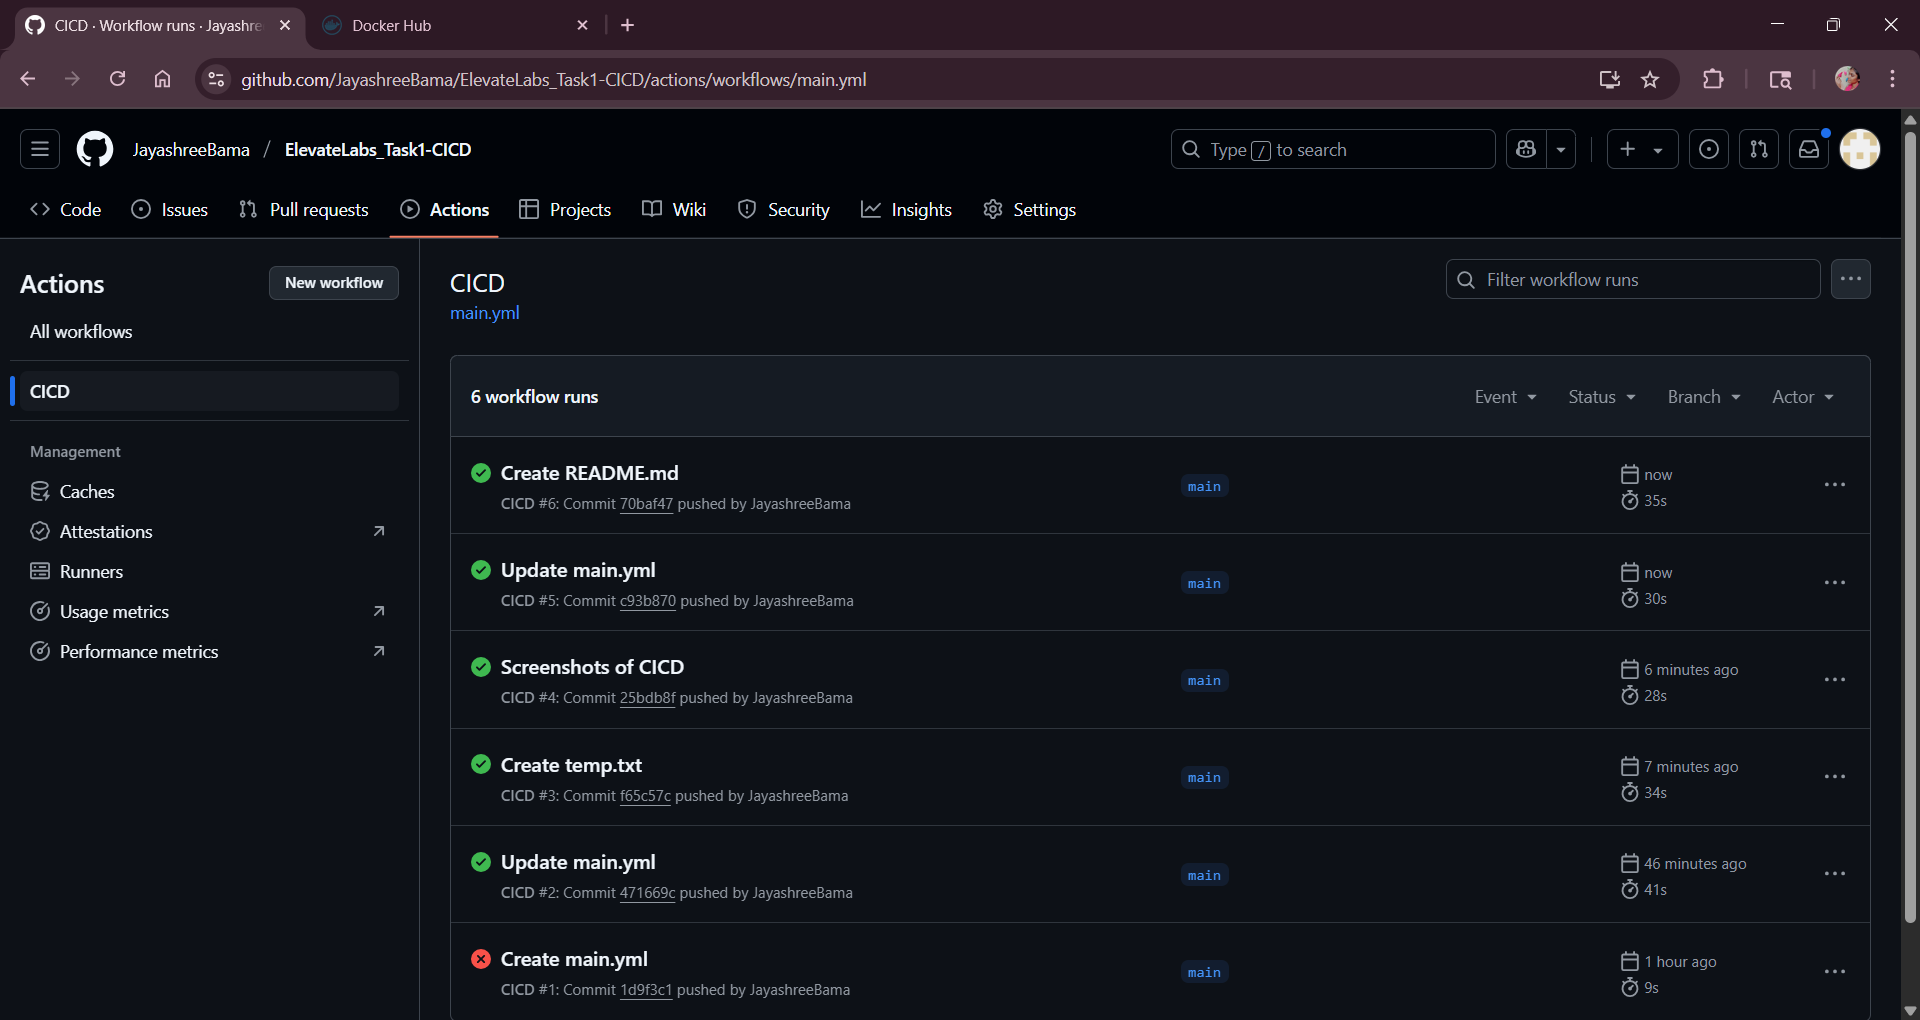 CICD · Workflow runs · Jayashre
Docker Hub
github.com/JayashreeBama/ElevateLabs_Task1-CICD/actions/workflows/main.yml
JayashreeBama / ElevateLabs_Task1-CICD
Type / to search
Code
Issues
Pull requests
Actions
Projects
Wiki
Security
Insights
Settings
Actions
New workflow
All workflows
CICD
Management
Caches
Attestations
Runners
Usage metrics
Performance metrics
CICD
main.yml
Filter workflow runs
6 workflow runs
Event
Status
Branch
Actor
Create README.md
CICD #6: Commit 70baf47 pushed by JayashreeBama
main
now
35s
Update main.yml
CICD #5: Commit c93b870 pushed by JayashreeBama
main
now
30s
Screenshots of CICD
CICD #4: Commit 25bdb8f pushed by JayashreeBama
main
6 minutes ago
28s
Create temp.txt
CICD #3: Commit f65c57c pushed by JayashreeBama
main
7 minutes ago
34s
Update main.yml
CICD #2: Commit 471669c pushed by JayashreeBama
main
46 minutes ago
41s
Create main.yml
CICD #1: Commit 1d9f3c1 pushed by JayashreeBama
main
1 hour ago
9s